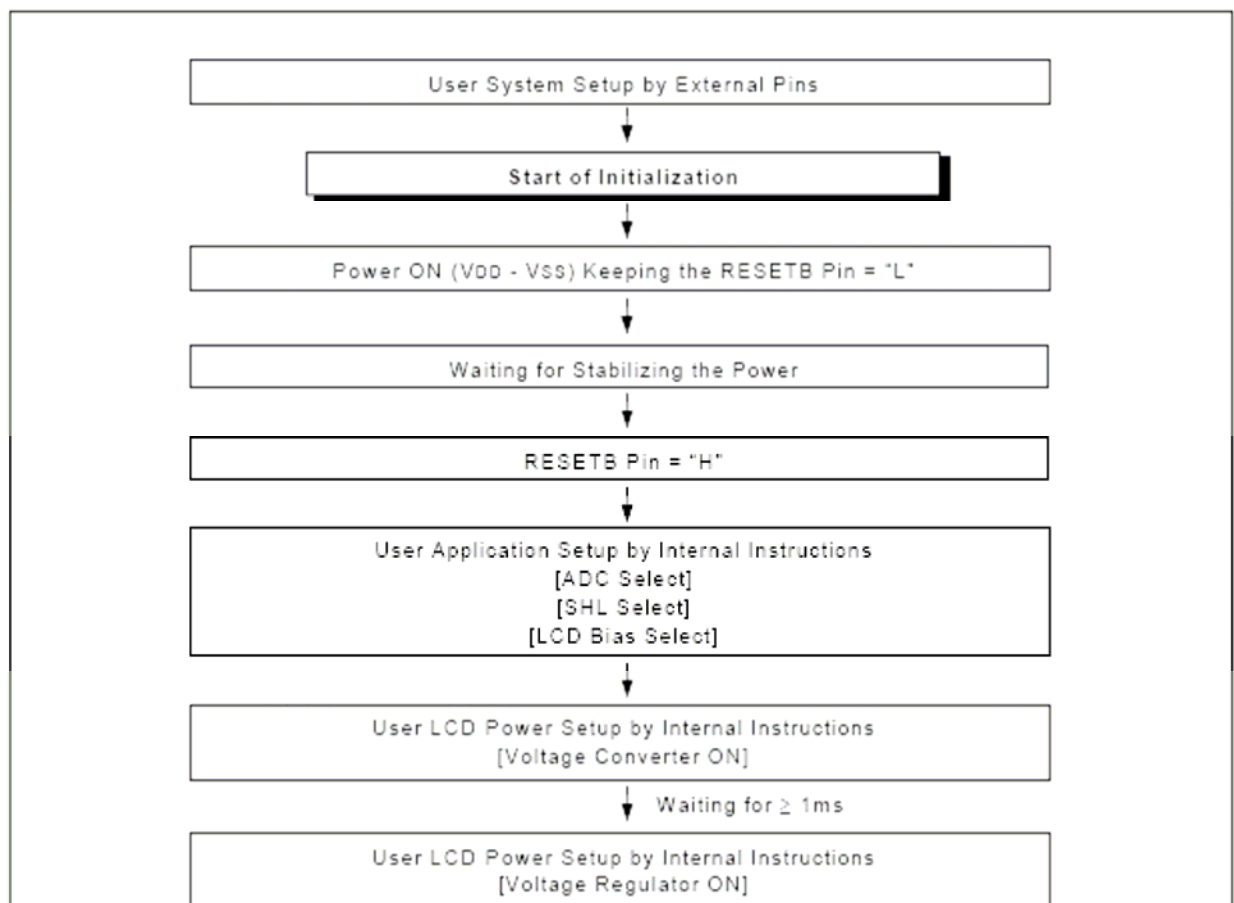 User System Setup by External Pins
Start of Initialization
Power ON (VDD - VSS) Keeping the RESETB Pin = "L"
Waiting for Stabilizing the Power
RESETB Pin = "H"
User Application Setup by Internal Instructions
[ADC Select]
[SHL Select]
[LCD Bias Select]
User LCD Power Setup by Internal Instructions
[Voltage Converter ON]
Waiting for ≥ 1ms
User LCD Power Setup by Internal Instructions
[Voltage Regulator ON]